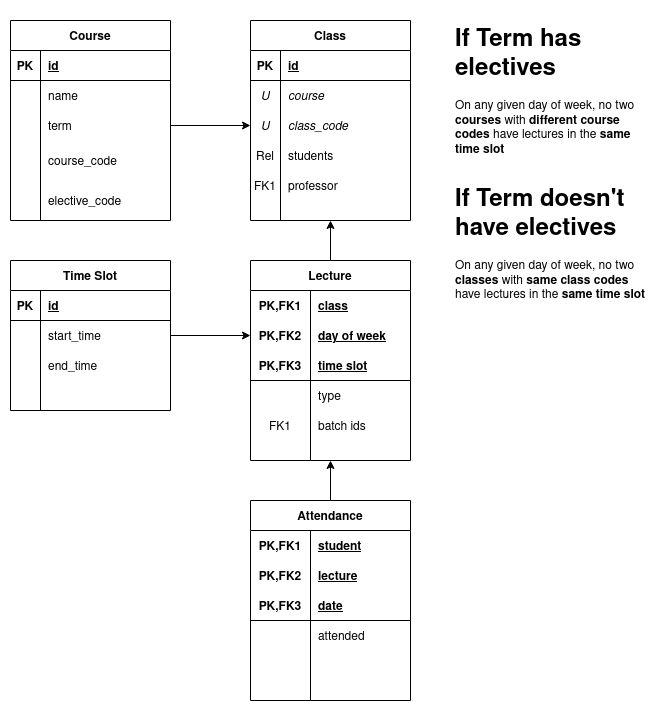 Course
PK id
name
term
course_code
elective_code
Class
PK id
U course
U class_code
Rel students
FK1 professor
If Term has
electives
On any given day of week, no two
courses with different course
codes have lectures in the same
time slot
If Term doesn't
have electives
On any given day of week, no two
classes with same class codes
have lectures in the same time slot
Time Slot
PK id
start_time
end_time
Lecture
PK,FK1 class
PK,FK2 day of week
PK,FK3 time slot
type
FK1 batch ids
Attendance
PK,FK1 student
PK,FK2 lecture
PK,FK3 date
attended